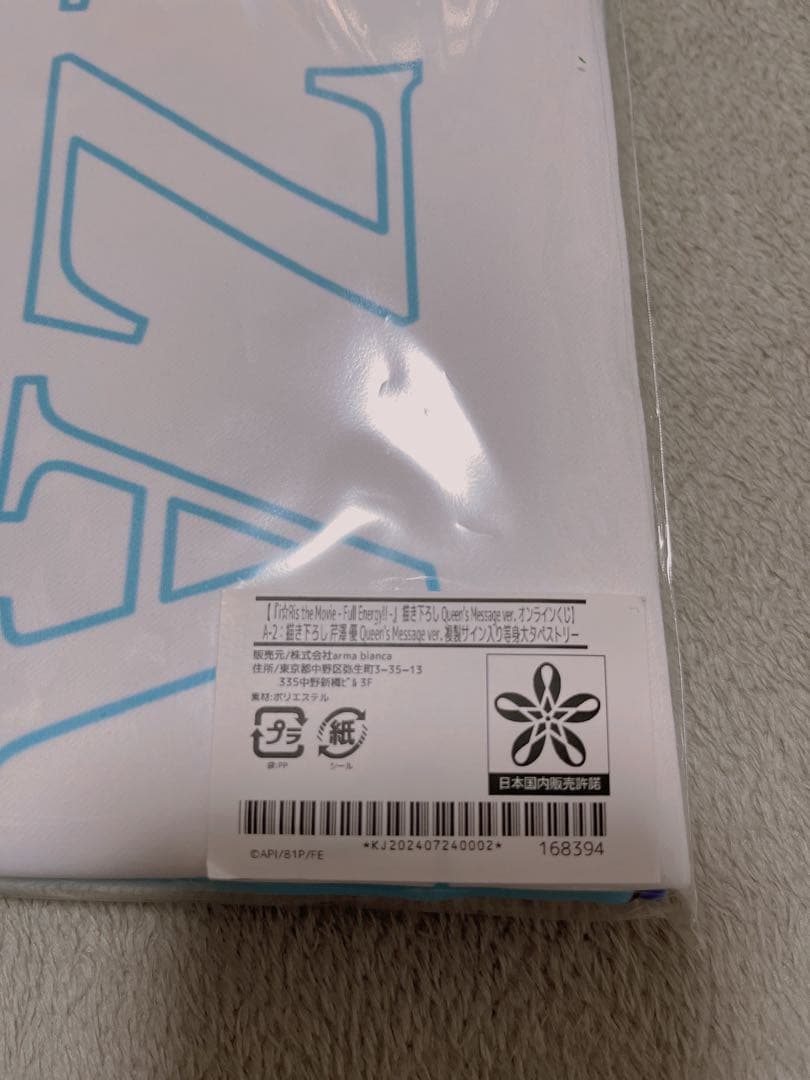 Z
A
【『i☆Ris the Movie - Full Energy!! -』描き下ろし Queen's Message ver. オンラインくじ】
A-2：描き下ろし 芹澤 優 Queen's Message ver. 複製サイン入り等身大タペストリー
販売元/株式会社arma bianca
住所/東京都中野区弥生町3-35-13
335中野新橋ﾋﾞﾙ 3F
素材:ポリエステル
プラ
紙
袋:PP
シール
日本国内販売許諾
*KJ202407240002*
168394
©API/81P/FE